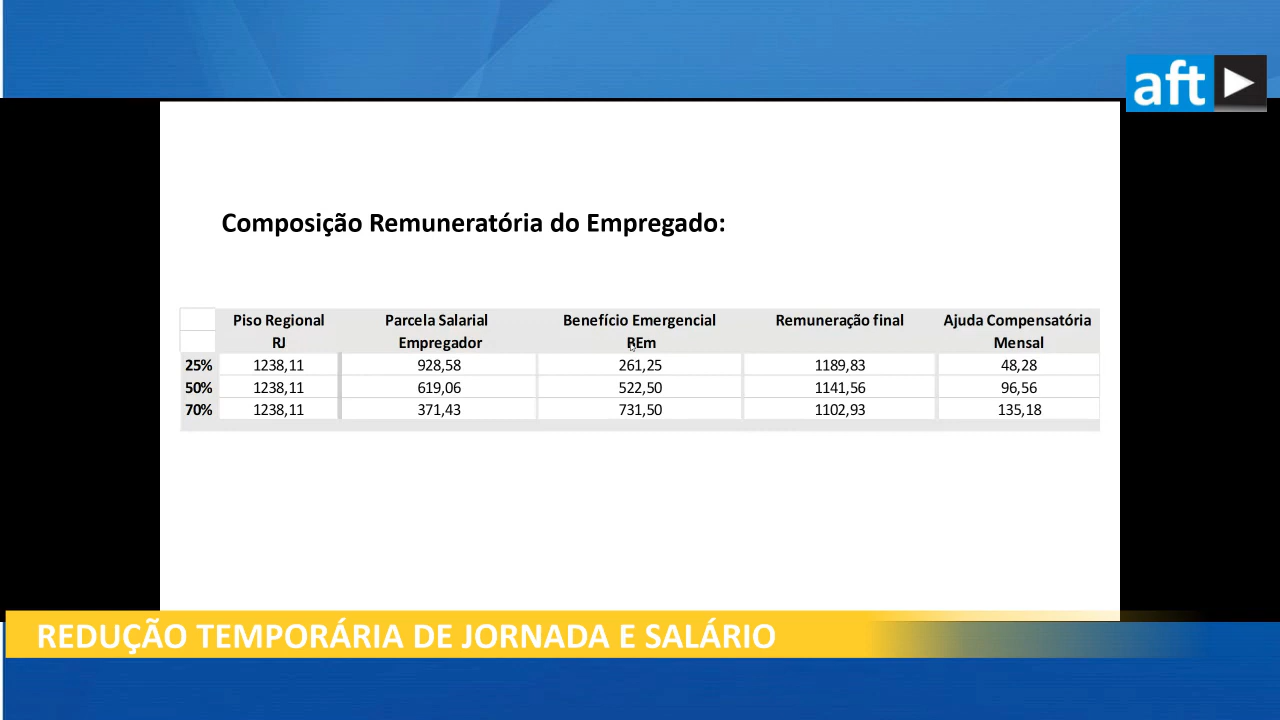 aft
Composição Remuneratória do Empregado:
Piso Regional RJ Parcela Salarial Empregador Benefício Emergencial BEm Remuneração final Ajuda Compensatória Mensal
25% 1238,11 928,58 261,25 1189,83 48,28
50% 1238,11 619,06 522,50 1141,56 96,56
70% 1238,11 371,43 731,50 1102,93 135,18
REDUÇÃO TEMPORÁRIA DE JORNADA E SALÁRIO